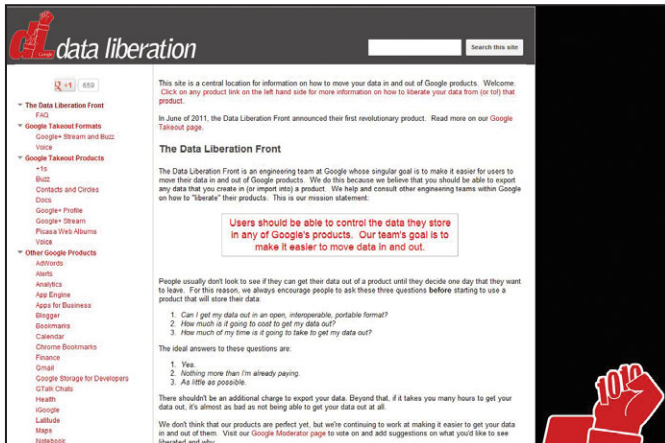 data liberation
Search this site
+1 659
The Data Liberation Front
FAQ
Google Takeout Formats
Google+ Stream and Buzz
Voice
Google Takeout Products
+1s
Buzz
Contacts and Circles
Docs
Google+ Profile
Google+ Stream
Picasa Web Albums
Voice
Other Google Products
AdWords
Alerts
Analytics
App Engine
Apps for Business
Blogger
Bookmarks
Calendar
Chrome Bookmarks
Finance
Gmail
Google Storage for Developers
GTalk Chats
Health
iGoogle
Latitude
Maps
Notebook
This site is a central location for information on how to move your data in and out of Google products. Welcome.
Click on any product link on the left hand side for more information on how to liberate your data from (or to!) that
product.
In June of 2011, the Data Liberation Front announced their first revolutionary product. Read more on our Google
Takeout page.
The Data Liberation Front
The Data Liberation Front is an engineering team at Google whose singular goal is to make it easier for users to
move their data in and out of Google products. We do this because we believe that you should be able to export
any data that you create in (or import into) a product. We help and consult other engineering teams within Google
on how to "liberate" their products. This is our mission statement:
Users should be able to control the data they store
in any of Google's products. Our team's goal is to
make it easier to move data in and out.
People usually don't look to see if they can get their data out of a product until they decide one day that they want
to leave. For this reason, we always encourage people to ask these three questions before starting to use a
product that will store their data:
1. Can I get my data out in an open, interoperable, portable format?
2. How much is it going to cost to get my data out?
3. How much of my time is it going to take to get my data out?
The ideal answers to these questions are:
1. Yes.
2. Nothing more than I'm already paying.
3. As little as possible.
There shouldn't be an additional charge to export your data. Beyond that, if it takes you many hours to get your
data out, it's almost as bad as not being able to get your data out at all.
We don't think that our products are perfect yet, but we're continuing to work at making it easier to get your data
in and out of them. Visit our Google Moderator page to vote on and add suggestions on what you'd like to see
liberated and why.
1010